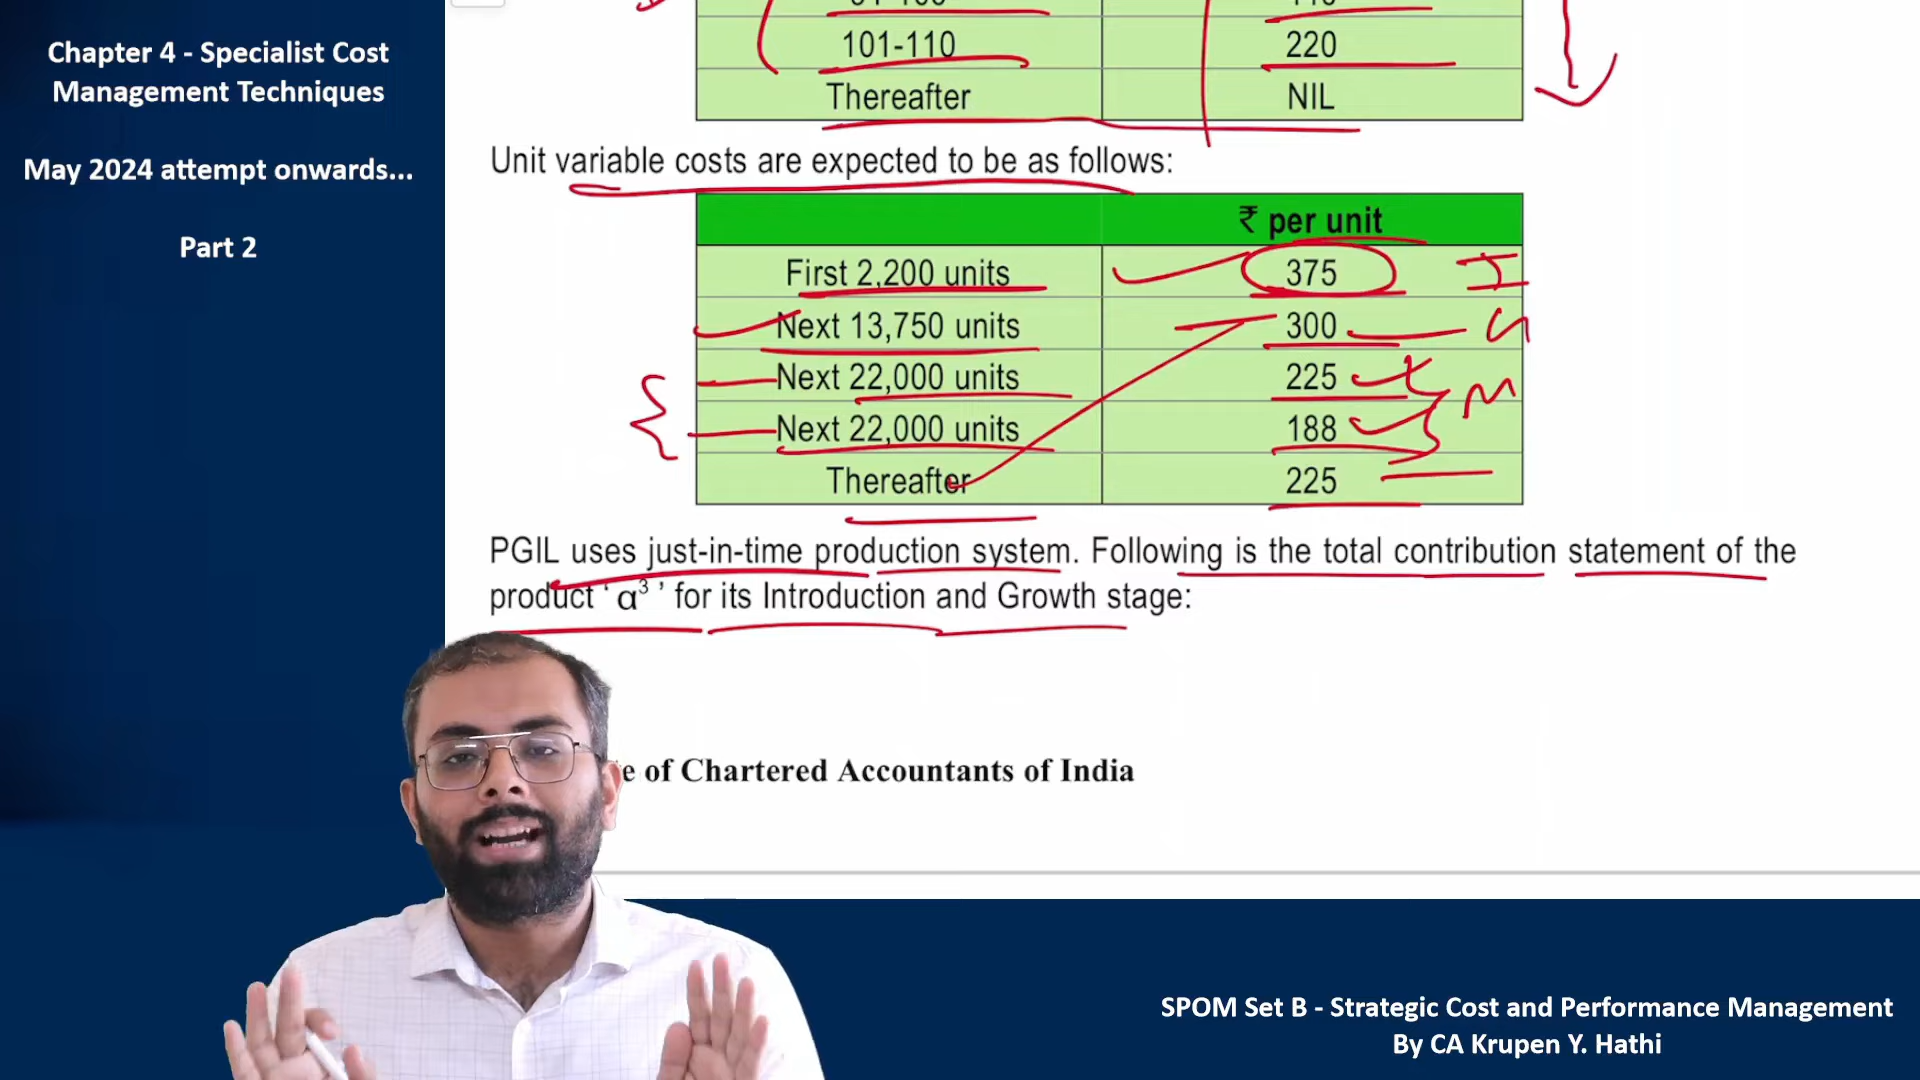 Chapter 4 - Specialist Cost
Management Techniques
May 2024 attempt onwards...
Part 2
101-110 220
Thereafter NIL
Unit variable costs are expected to be as follows:
₹ per unit
First 2,200 units 375 I
Next 13,750 units 300 G
Next 22,000 units 225
Next 22,000 units 188 M
Thereafter 225
PGIL uses just-in-time production system. Following is the total contribution statement of the
product ‘ α³ ’ for its Introduction and Growth stage:
e of Chartered Accountants of India
SPOM Set B - Strategic Cost and Performance Management
By CA Krupen Y. Hathi